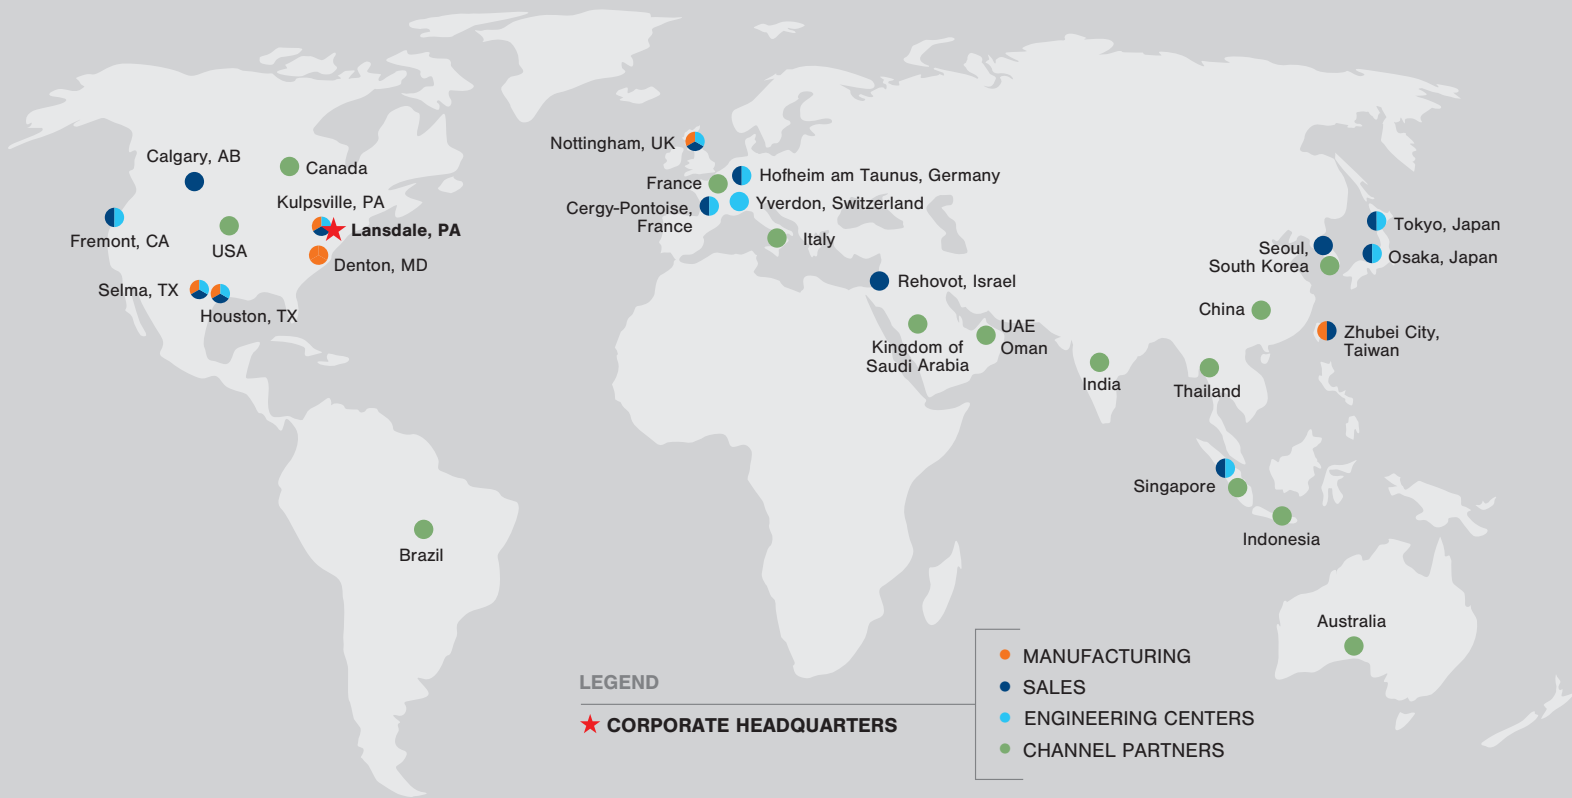 Nottingham, UK
Calgary, AB
Canada
Hofheim am Taunus, Germany
France
Kulpsville, PA
Yverdon, Switzerland
Cergy-Pontoise,
France
Tokyo, Japan
Lansdale, PA
Fremont, CA
USA
Italy
Seoul,
South Korea
Osaka, Japan
Denton, MD
Rehovot, Israel
Selma, TX
Houston, TX
China
UAE
Oman
Zhubei City,
Taiwan
Kingdom of
Saudi Arabia
India
Thailand
Singapore
Indonesia
Brazil
Australia
LEGEND
CORPORATE HEADQUARTERS
MANUFACTURING
SALES
ENGINEERING CENTERS
CHANNEL PARTNERS